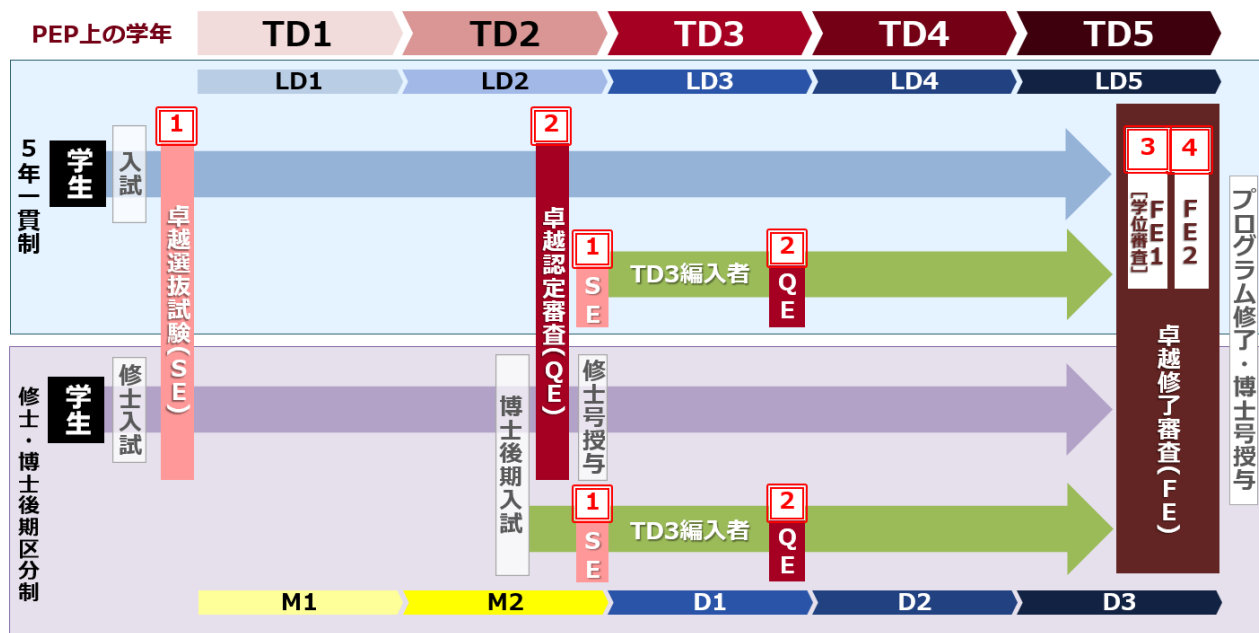 PEP上の学年
TD1
TD2
TD3
TD4
TD5
LD1
LD2
LD3
LD4
LD5
5年一貫制
学生
入試
1
卓越選抜試験(SE)
2
卓越認定審査(QE)
1
SE
TD3編入者
2
QE
3
FE1
[学位審査]
4
FE2
卓越修了審査(FE)
プログラム修了・博士号授与
修士・博士後期区分制
学生
修士入試
博士後期入試
修士号授与
1
SE
TD3編入者
2
QE
M1
M2
D1
D2
D3